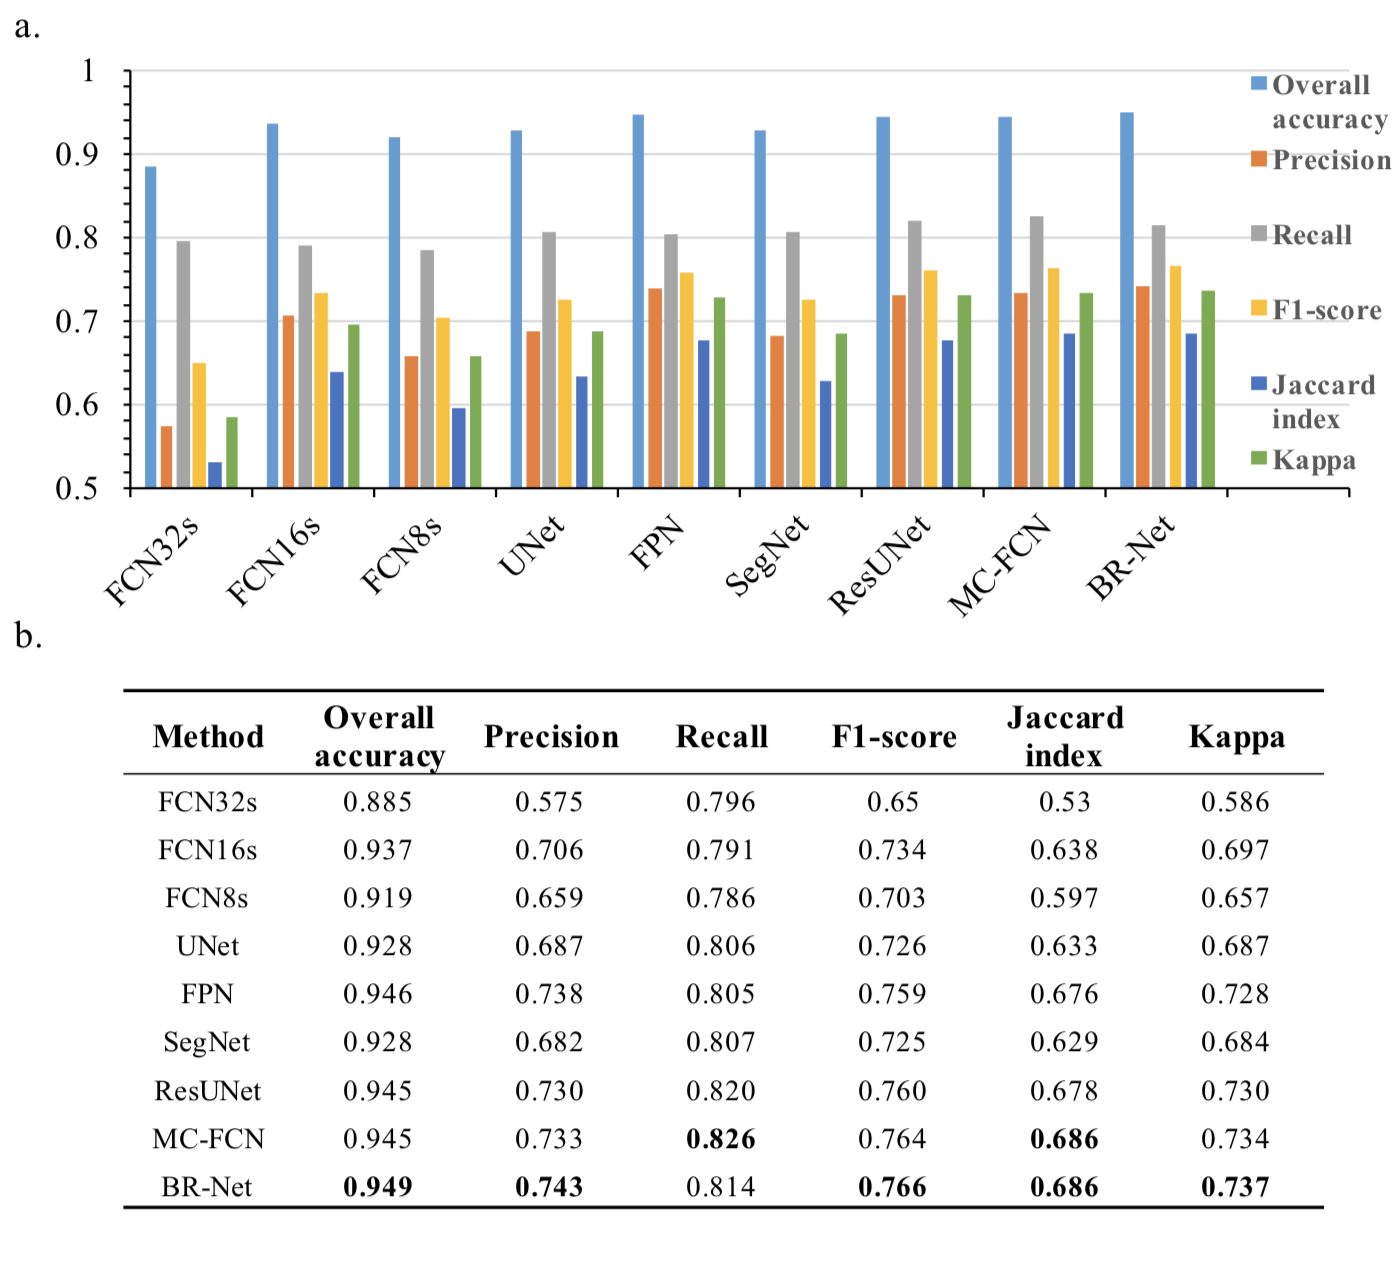 a.
1
0.9
0.8
0.7
0.6
0.5
Overall
accuracy
Precision
Recall
F1-score
Jaccard
index
Kappa
FCN32s
FCN16s
FCN8s
UNet
FPN
SegNet
ResUNet
MC-FCN
BR-Net
b.
Method Overall accuracy Precision Recall F1-score Jaccard index Kappa
FCN32s 0.885 0.575 0.796 0.65 0.53 0.586
FCN16s 0.937 0.706 0.791 0.734 0.638 0.697
FCN8s 0.919 0.659 0.786 0.703 0.597 0.657
UNet 0.928 0.687 0.806 0.726 0.633 0.687
FPN 0.946 0.738 0.805 0.759 0.676 0.728
SegNet 0.928 0.682 0.807 0.725 0.629 0.684
ResUNet 0.945 0.730 0.820 0.760 0.678 0.730
MC-FCN 0.945 0.733 0.826 0.764 0.686 0.734
BR-Net 0.949 0.743 0.814 0.766 0.686 0.737